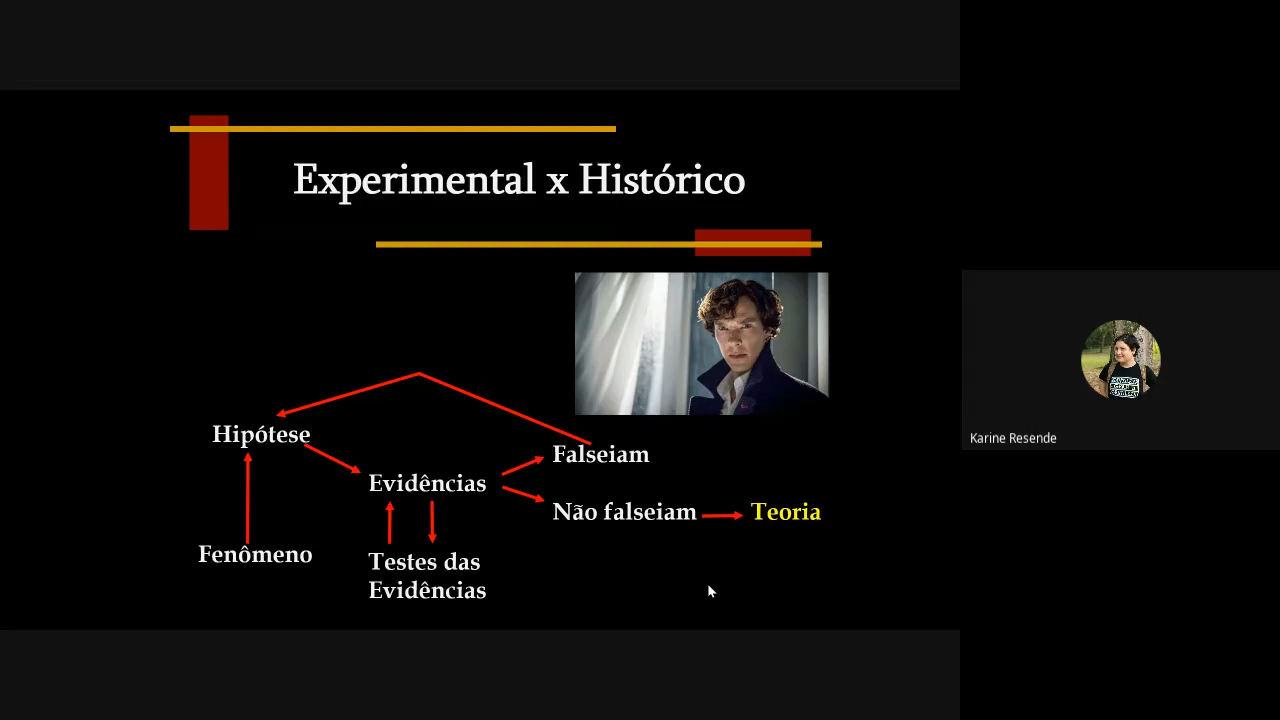 Experimental x Histórico
Hipótese
Falseiam
Evidências
Não falseiam
Teoria
Fenômeno
Testes das
Evidências
Karine Resende